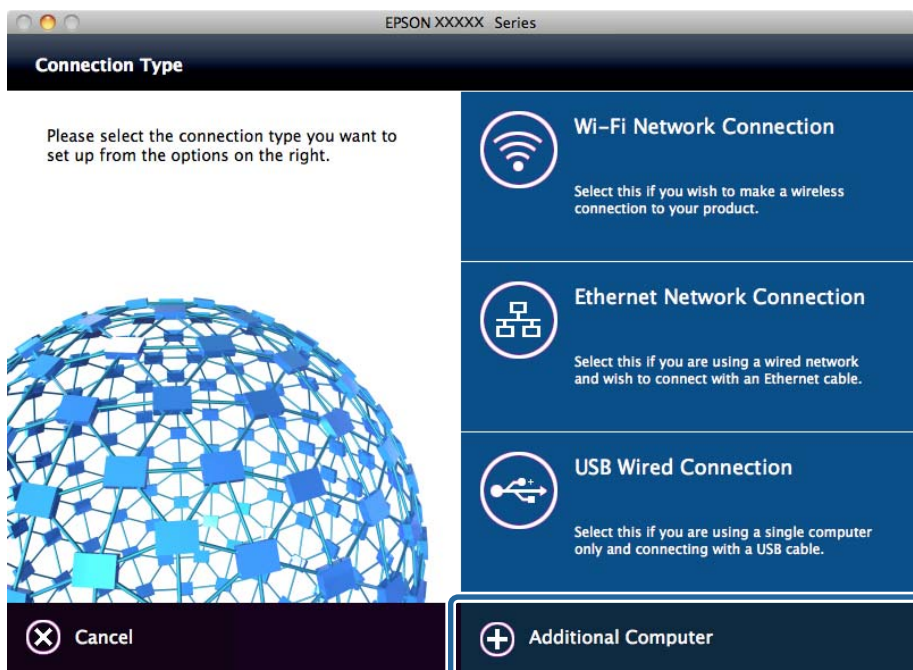 EPSON XXXXX Series
Connection Type
Please select the connection type you want to
set up from the options on the right.
Wi-Fi Network Connection
Select this if you wish to make a wireless
connection to your product.
Ethernet Network Connection
Select this if you are using a wired network
and wish to connect with an Ethernet cable.
USB Wired Connection
Select this if you are using a single computer
only and connecting with a USB cable.
Cancel
Additional Computer